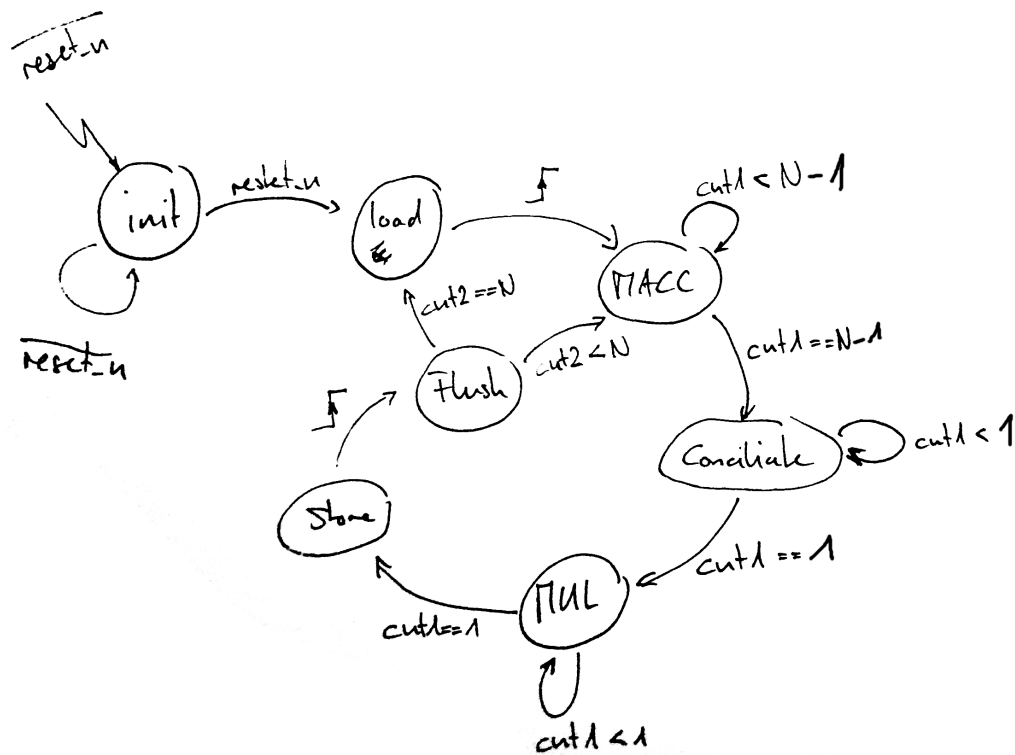 reset_n
init
reset_n
reset_n
load
cnt1 < N-1
MACC
cnt2==N
cnt2<N
cnt1==N-1
Flush
Conciliate
cnt1 < 1
Store
cnt1 == 1
MUL
cnt1==1
cnt1<1